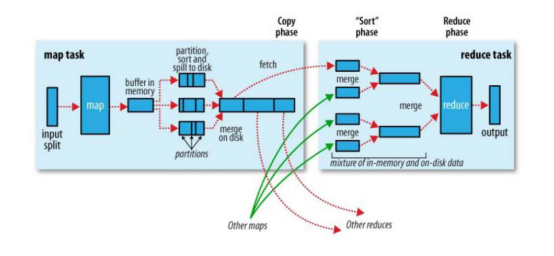 Copy
phase
“Sort”
phase
Reduce
phase
map task
partition,
sort and
spill to disk
fetch
reduce task
buffer in
memory
map
merge
merge
reduce
input
split
merge
on disk
merge
output
partitions
mixture of in-memory and on-disk data
Other maps
Other reduces